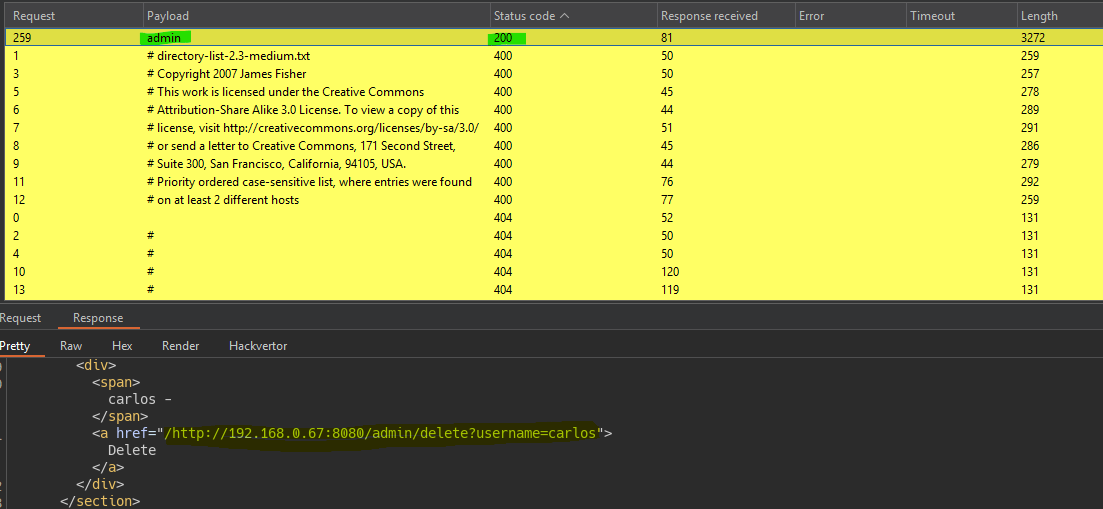 Request Payload Status code Response received Error Timeout Length
259 admin 200 81 3272
1 # directory-list-2.3-medium.txt 400 50 259
3 # Copyright 2007 James Fisher 400 50 257
5 # This work is licensed under the Creative Commons 400 45 278
6 # Attribution-Share Alike 3.0 License. To view a copy of this 400 44 289
7 # license, visit http://creativecommons.org/licenses/by-sa/3.0/ 400 51 291
8 # or send a letter to Creative Commons, 171 Second Street, 400 45 286
9 # Suite 300, San Francisco, California, 94105, USA. 400 44 279
11 # Priority ordered case-sensitive list, where entries were found 400 76 292
12 # on at least 2 different hosts 400 77 259
0 404 52 131
2 # 404 50 131
4 # 404 50 131
10 # 404 120 131
13 # 404 119 131
Request Response
Pretty Raw Hex Render Hackvertor
<div>
<span>
carlos -
</span>
<a href="/http://192.168.0.67:8080/admin/delete?username=carlos">
Delete
</a>
</div>
</section>